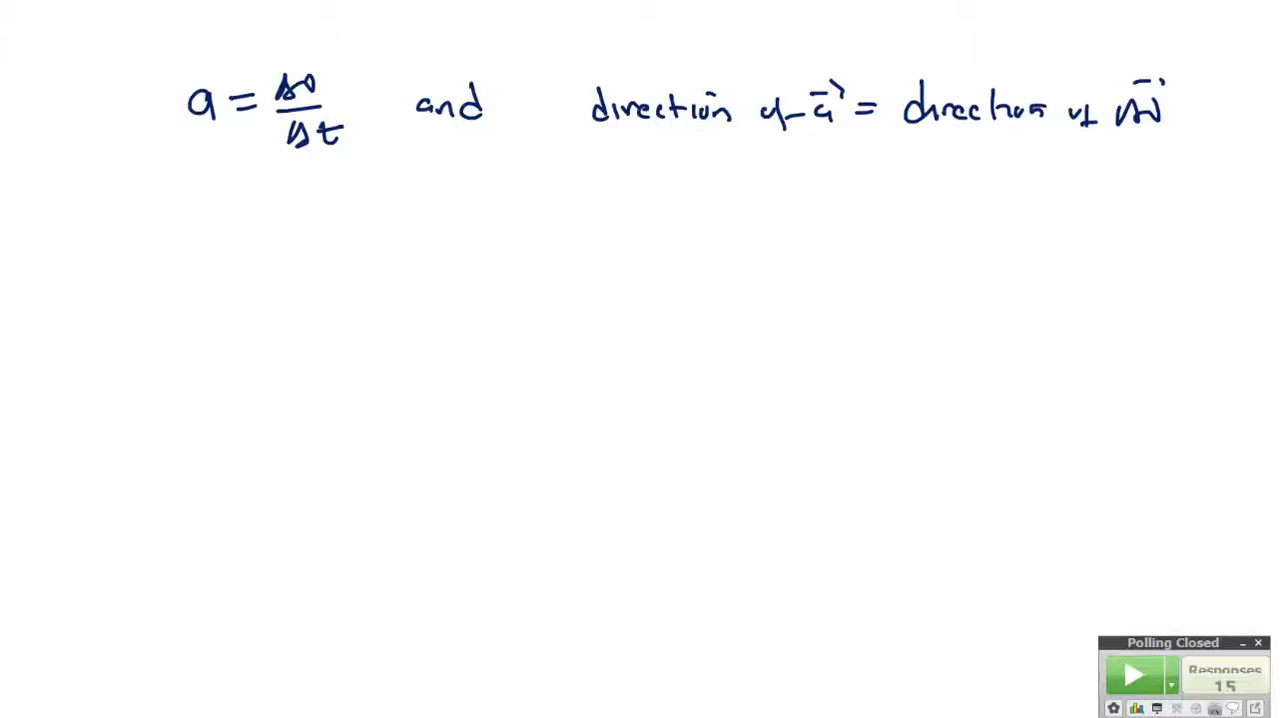 a = Δv/Δt and direction of a⃗ = direction of Δv⃗
Polling Closed
Responses
15